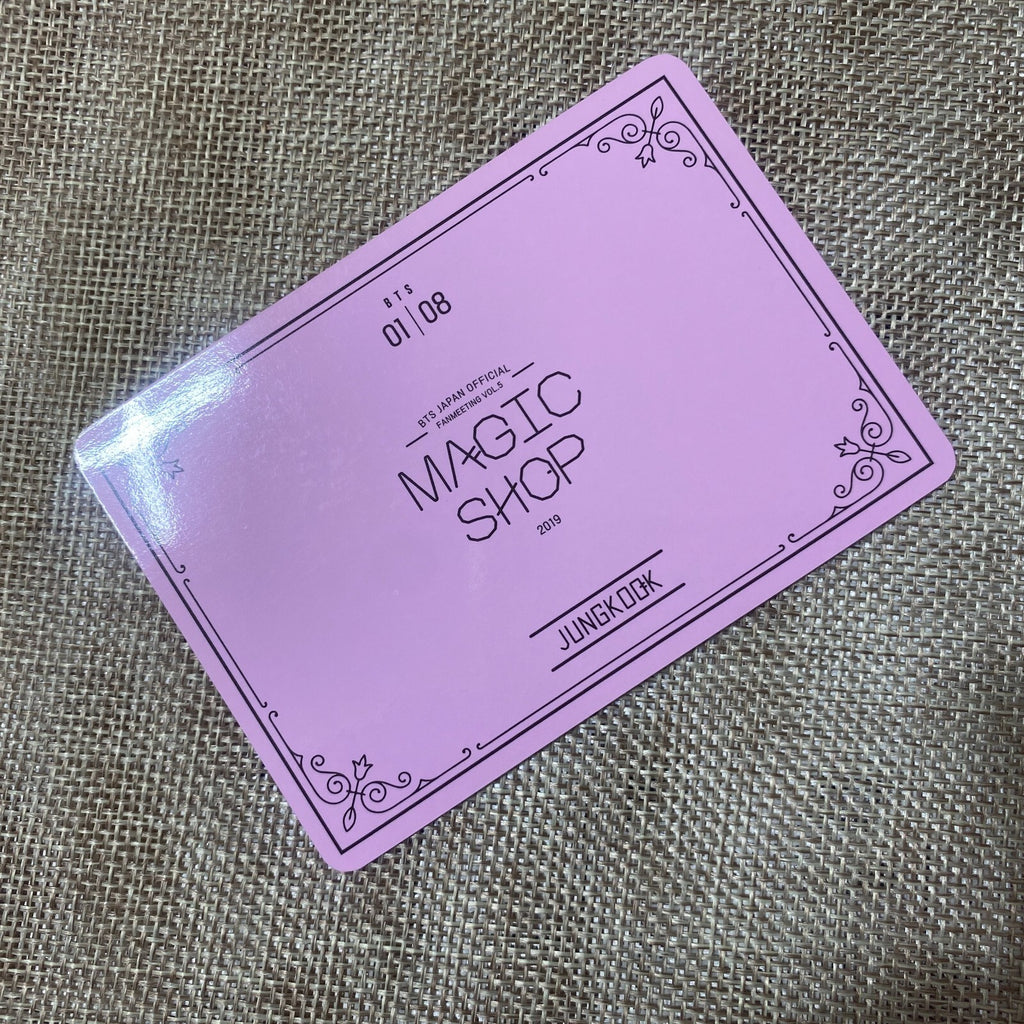 BTS
01|08
BTS JAPAN OFFICIAL
FANMEETING VOL.5
MAGIC
SHOP
2019
JUNGKOOK